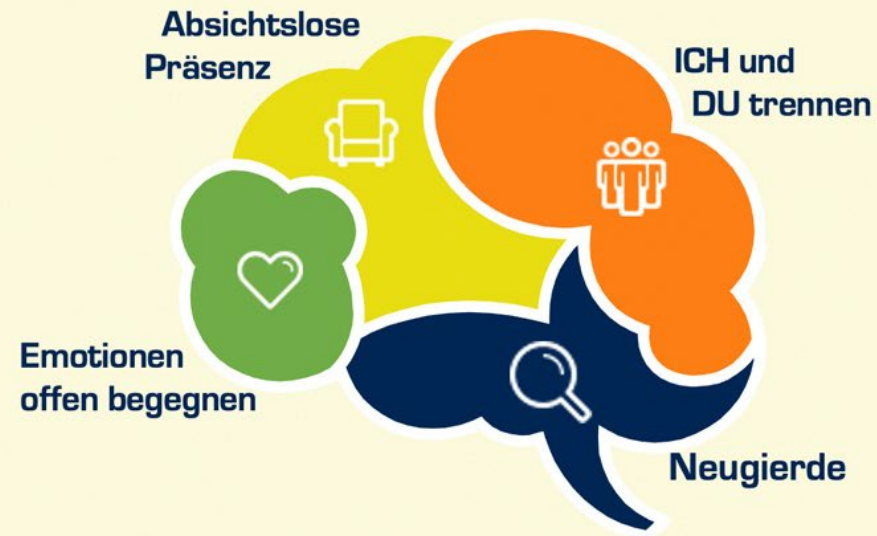 Absichtslose
Präsenz
ICH und
DU trennen
Emotionen
offen begegnen
Neugierde